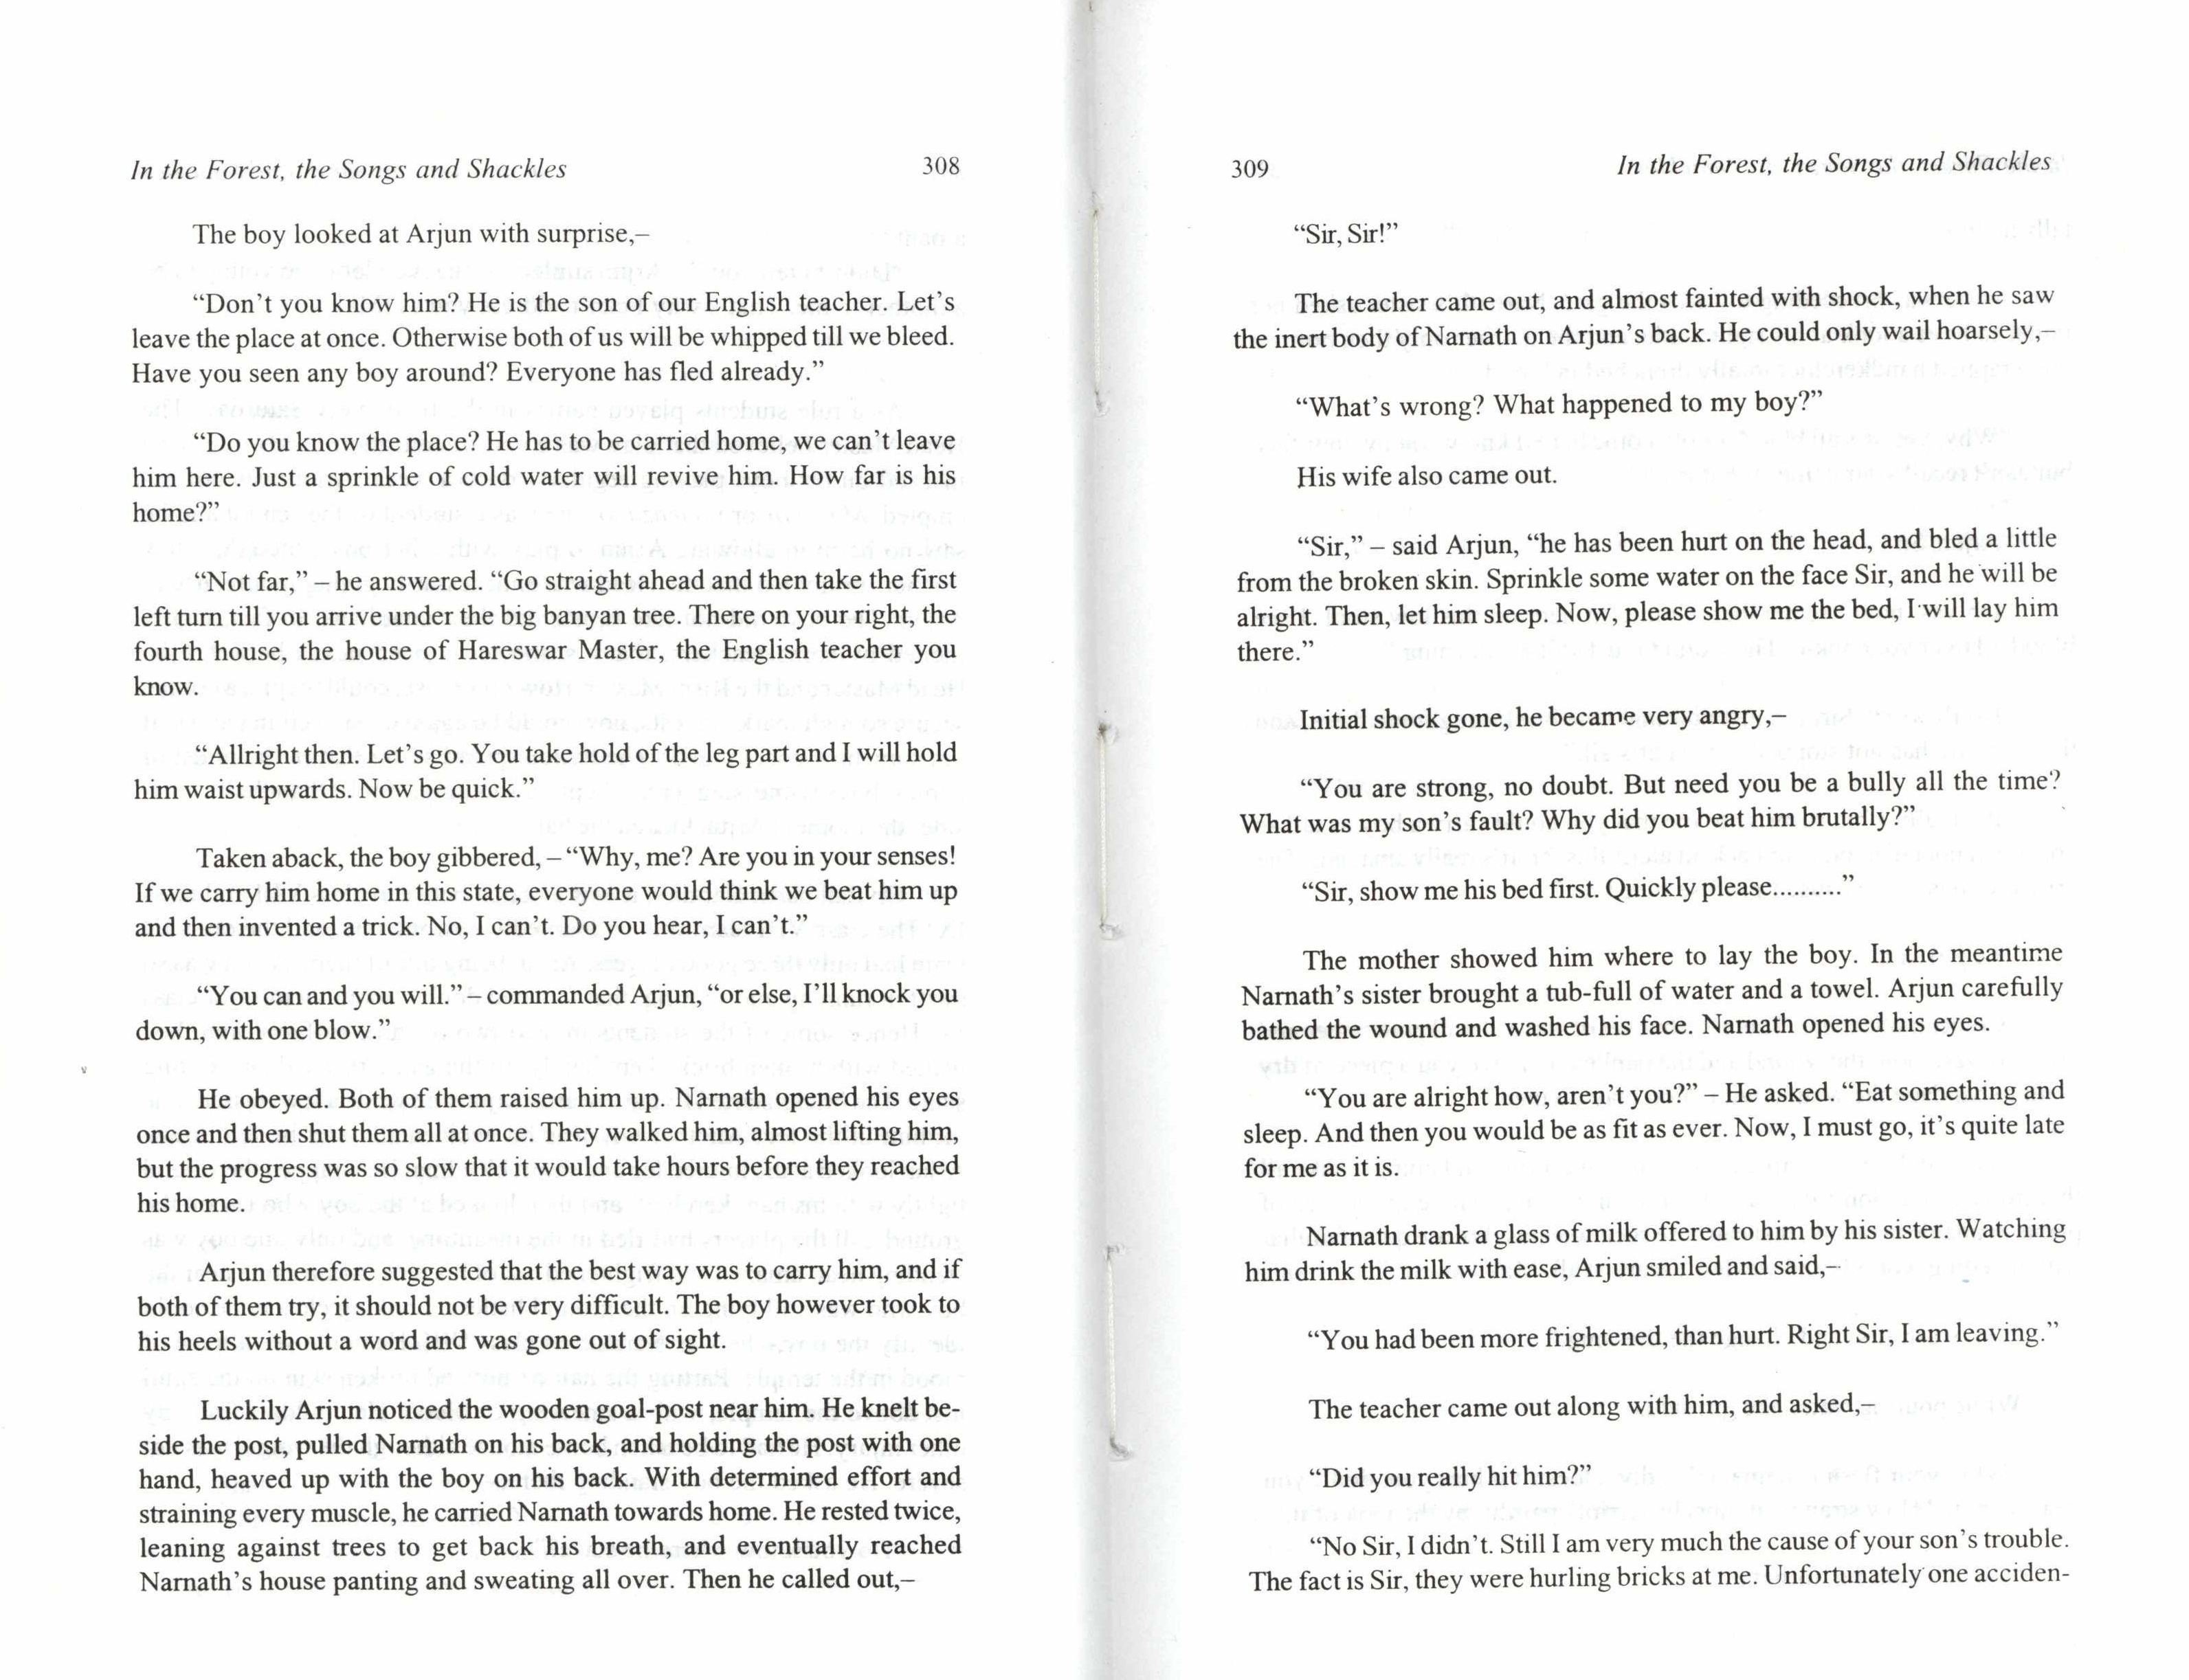 In the Forest, the Songs and Shackles 308
The boy looked at Arjun with surprise,–
“Don’t you know him? He is the son of our English teacher. Let’s
leave the place at once. Otherwise both of us will be whipped till we bleed.
Have you seen any boy around? Everyone has fled already.”
“Do you know the place? He has to be carried home, we can’t leave
him here. Just a sprinkle of cold water will revive him. How far is his
home?”
“Not far,” – he answered. “Go straight ahead and then take the first
left turn till you arrive under the big banyan tree. There on your right, the
fourth house, the house of Hareswar Master, the English teacher you
know.
“Allright then. Let’s go. You take hold of the leg part and I will hold
him waist upwards. Now be quick.”
Taken aback, the boy gibbered, – “Why, me? Are you in your senses!
If we carry him home in this state, everyone would think we beat him up
and then invented a trick. No, I can’t. Do you hear, I can’t.”
“You can and you will.” – commanded Arjun, “or else, I’ll knock you
down, with one blow.”
He obeyed. Both of them raised him up. Narnath opened his eyes
once and then shut them all at once. They walked him, almost lifting him,
but the progress was so slow that it would take hours before they reached
his home.
Arjun therefore suggested that the best way was to carry him, and if
both of them try, it should not be very difficult. The boy however took to
his heels without a word and was gone out of sight.
Luckily Arjun noticed the wooden goal-post near him. He knelt be-
side the post, pulled Narnath on his back, and holding the post with one
hand, heaved up with the boy on his back. With determined effort and
straining every muscle, he carried Narnath towards home. He rested twice,
leaning against trees to get back his breath, and eventually reached
Narnath’s house panting and sweating all over. Then he called out,–
309 In the Forest, the Songs and Shackles
“Sir, Sir!”
The teacher came out, and almost fainted with shock, when he saw
the inert body of Narnath on Arjun’s back. He could only wail hoarsely,–
“What’s wrong? What happened to my boy?”
His wife also came out.
“Sir,” – said Arjun, “he has been hurt on the head, and bled a little
from the broken skin. Sprinkle some water on the face Sir, and he will be
alright. Then, let him sleep. Now, please show me the bed, I will lay him
there.”
Initial shock gone, he became very angry,–
“You are strong, no doubt. But need you be a bully all the time?
What was my son’s fault? Why did you beat him brutally?”
“Sir, show me his bed first. Quickly please..........”
The mother showed him where to lay the boy. In the meantime
Narnath’s sister brought a tub-full of water and a towel. Arjun carefully
bathed the wound and washed his face. Narnath opened his eyes.
“You are alright how, aren’t you?” – He asked. “Eat something and
sleep. And then you would be as fit as ever. Now, I must go, it’s quite late
for me as it is.
Narnath drank a glass of milk offered to him by his sister. Watching
him drink the milk with ease, Arjun smiled and said,–
“You had been more frightened, than hurt. Right Sir, I am leaving.”
The teacher came out along with him, and asked,–
“Did you really hit him?”
“No Sir, I didn’t. Still I am very much the cause of your son’s trouble.
The fact is Sir, they were hurling bricks at me. Unfortunately one acciden-